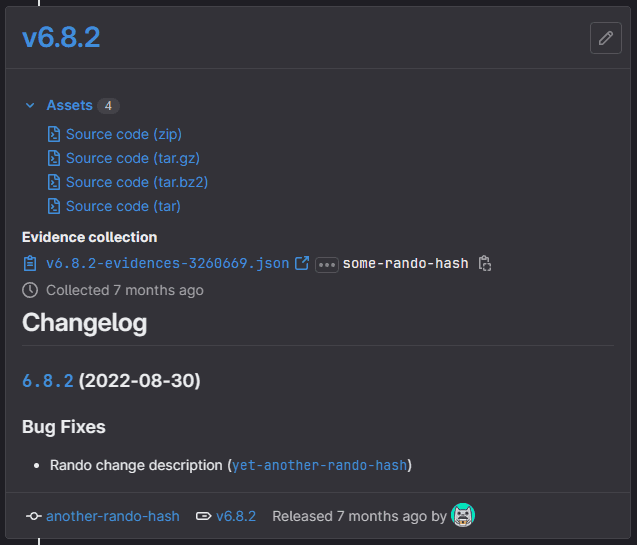 v6.8.2
Assets 4
Source code (zip)
Source code (tar.gz)
Source code (tar.bz2)
Source code (tar)
Evidence collection
v6.8.2-evidences-3260669.json ... some-rando-hash
Collected 7 months ago
Changelog
6.8.2 (2022-08-30)
Bug Fixes
• Rando change description (yet-another-rando-hash)
another-rando-hash v6.8.2 Released 7 months ago by